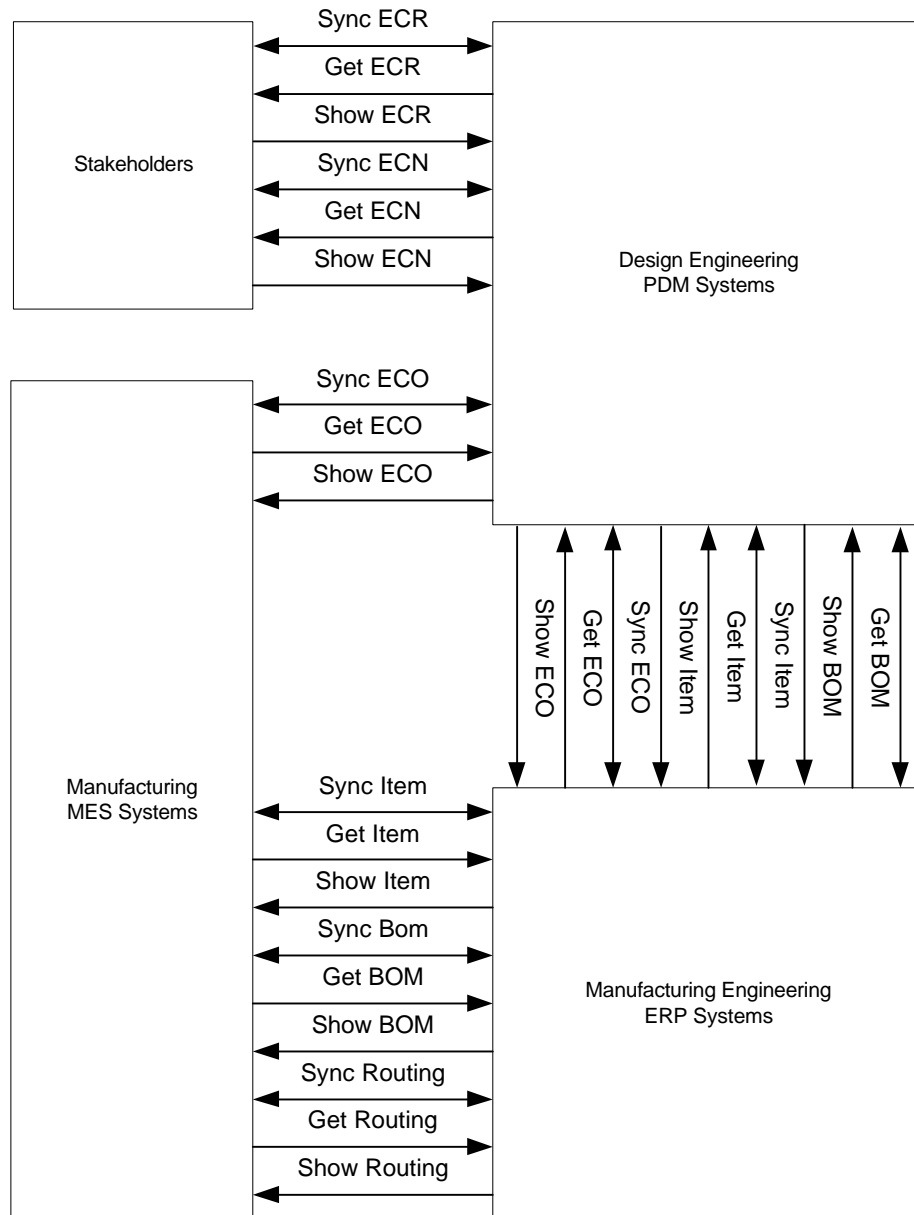 Sync ECR
Get ECR
Show ECR
Stakeholders
Sync ECN
Get ECN
Show ECN
Design Engineering
PDM Systems
Sync ECO
Get ECO
Show ECO
Show ECO
Get ECO
Sync ECO
Show Item
Get Item
Sync Item
Show BOM
Get BOM
Manufacturing
MES Systems
Sync Item
Get Item
Show Item
Sync Bom
Get BOM
Show BOM
Sync Routing
Get Routing
Show Routing
Manufacturing Engineering
ERP Systems